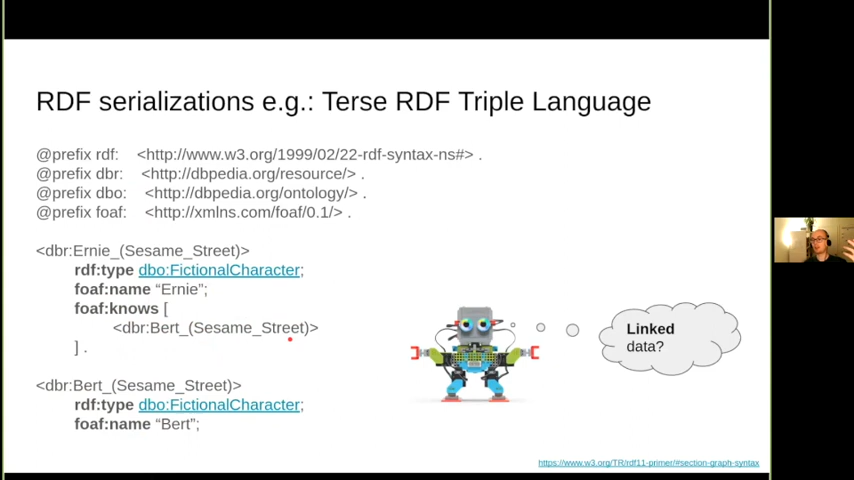 RDF serializations e.g.: Terse RDF Triple Language
@prefix rdf: <http://www.w3.org/1999/02/22-rdf-syntax-ns#> .
@prefix dbr: <http://dbpedia.org/resource/> .
@prefix dbo: <http://dbpedia.org/ontology/> .
@prefix foaf: <http://xmlns.com/foaf/0.1/> .
<dbr:Ernie_(Sesame_Street)>
rdf:type dbo:FictionalCharacter;
foaf:name “Ernie”;
foaf:knows [
<dbr:Bert_(Sesame_Street)>
] .
<dbr:Bert_(Sesame_Street)>
rdf:type dbo:FictionalCharacter;
foaf:name “Bert”;
Linked
data?
https://www.w3.org/TR/rdf11-primer/#section-graph-syntax